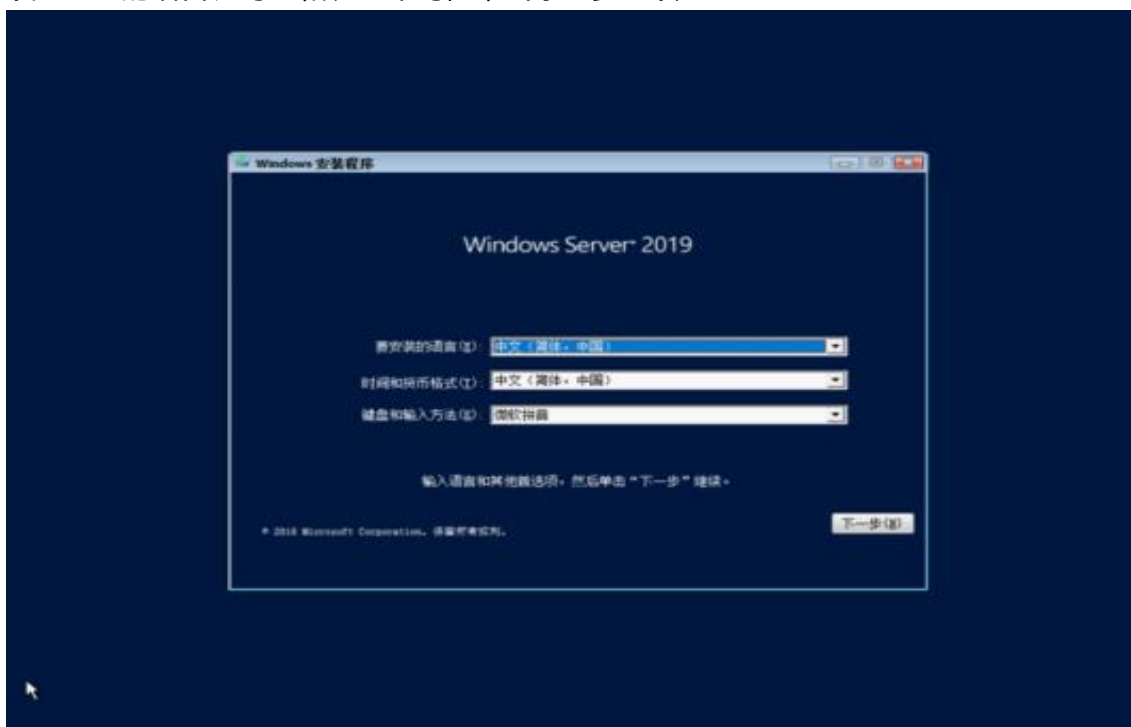 Windows 安装程序
Windows Server 2019
要安装的语言(E): 中文（简体，中国）
时间和货币格式(T): 中文（简体，中国）
键盘和输入方法(K): 微软拼音
输入语言和其他首选项，然后单击“下一步”继续。
© 2018 Microsoft Corporation。保留所有权利。
下一步(N)